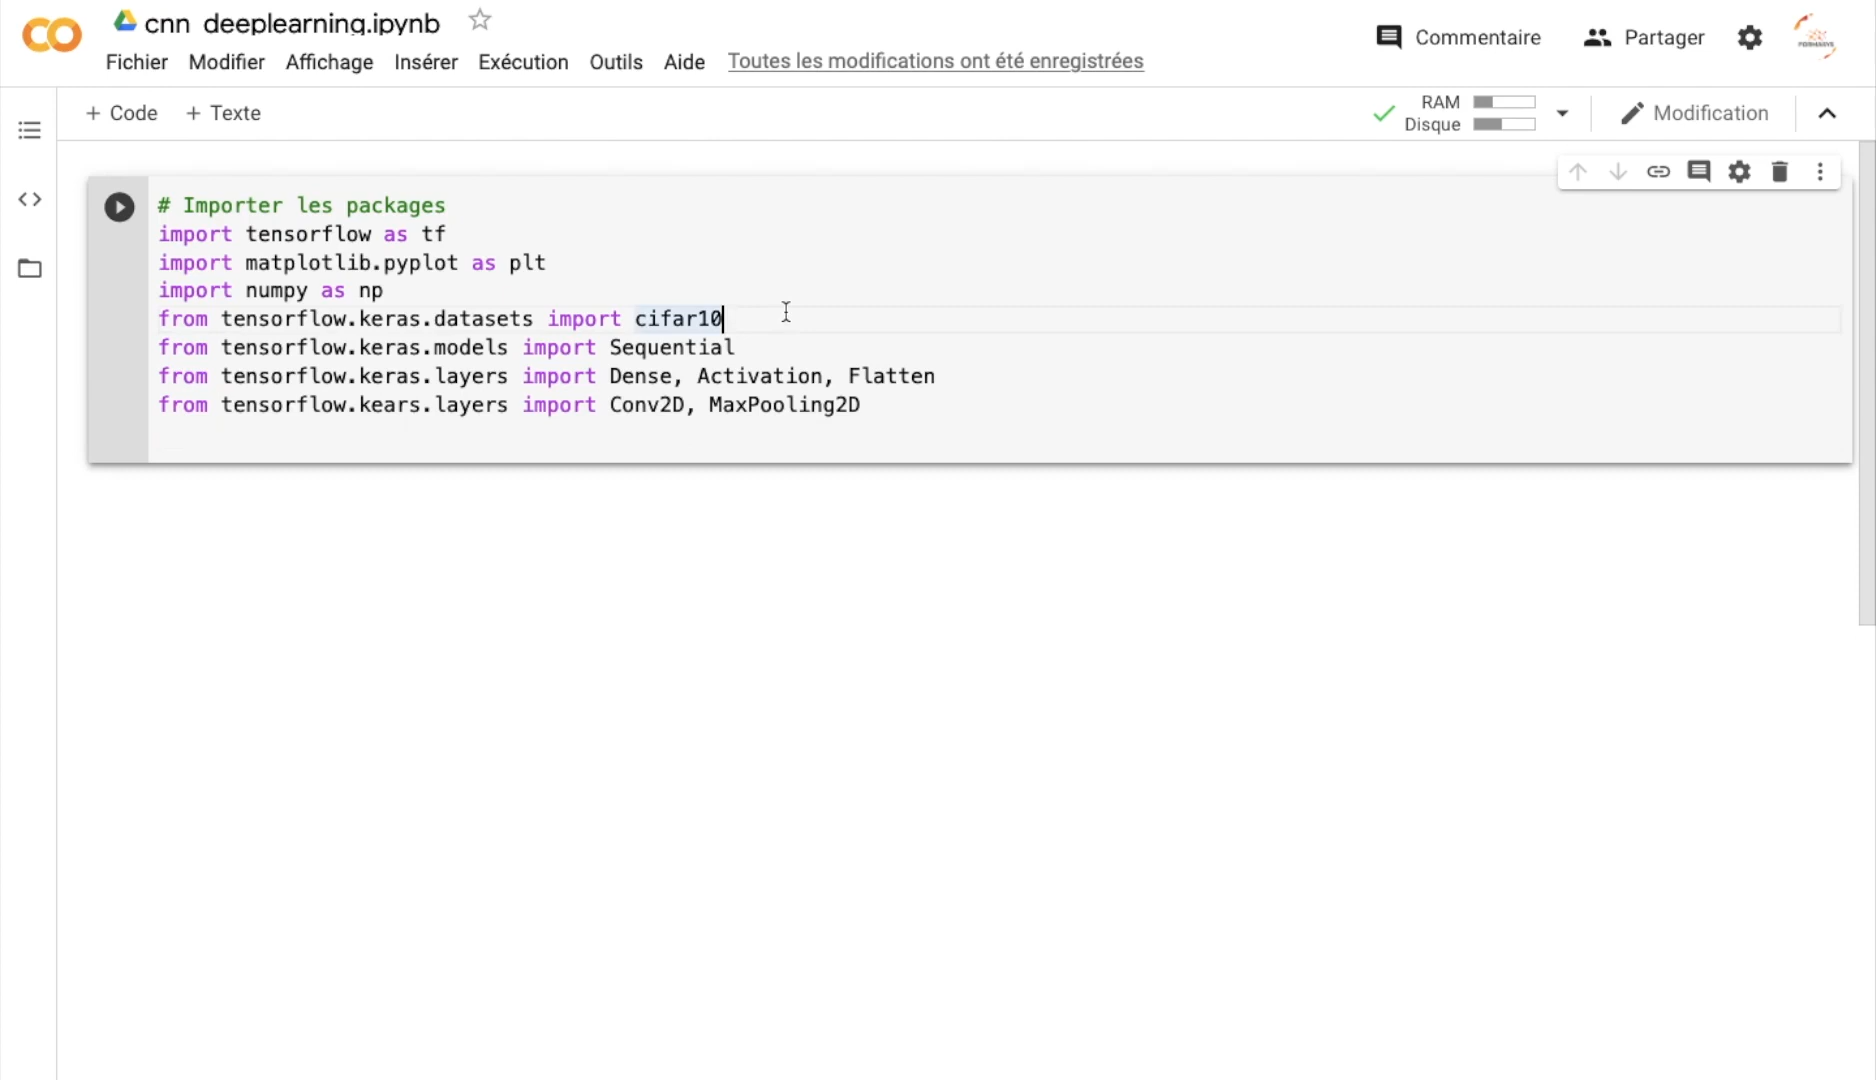 cnn_deeplearning.ipynb
Fichier Modifier Affichage Insérer Exécution Outils Aide Toutes les modifications ont été enregistrées
Commentaire Partager
+ Code + Texte
RAM
Disque
Modification
# Importer les packages
import tensorflow as tf
import matplotlib.pyplot as plt
import numpy as np
from tensorflow.keras.datasets import cifar10
from tensorflow.keras.models import Sequential
from tensorflow.keras.layers import Dense, Activation, Flatten
from tensorflow.kears.layers import Conv2D, MaxPooling2D